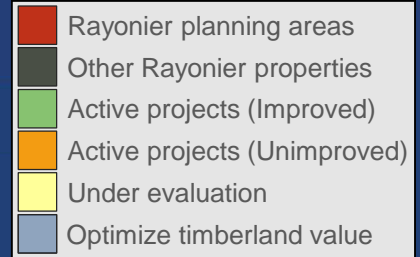 Rayonier planning areas
Other Rayonier properties
Active projects (Improved)
Active projects (Unimproved)
Under evaluation
Optimize timberland value